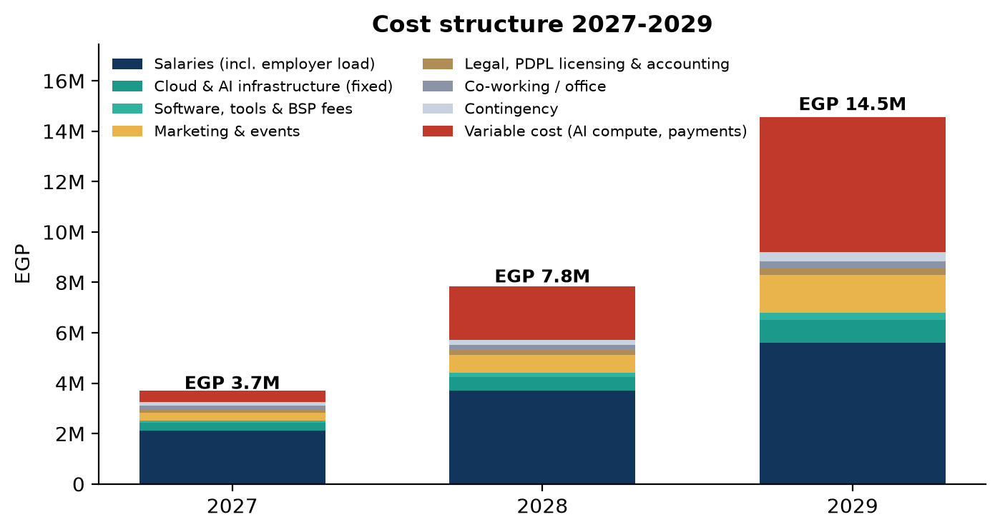 Cost structure 2027-2029
Salaries (incl. employer load)
Cloud & AI infrastructure (fixed)
Software, tools & BSP fees
Marketing & events
Legal, PDPL licensing & accounting
Co-working / office
Contingency
Variable cost (AI compute, payments)
EGP
16M
14M
12M
10M
8M
6M
4M
2M
0
EGP 3.7M
EGP 7.8M
EGP 14.5M
2027
2028
2029